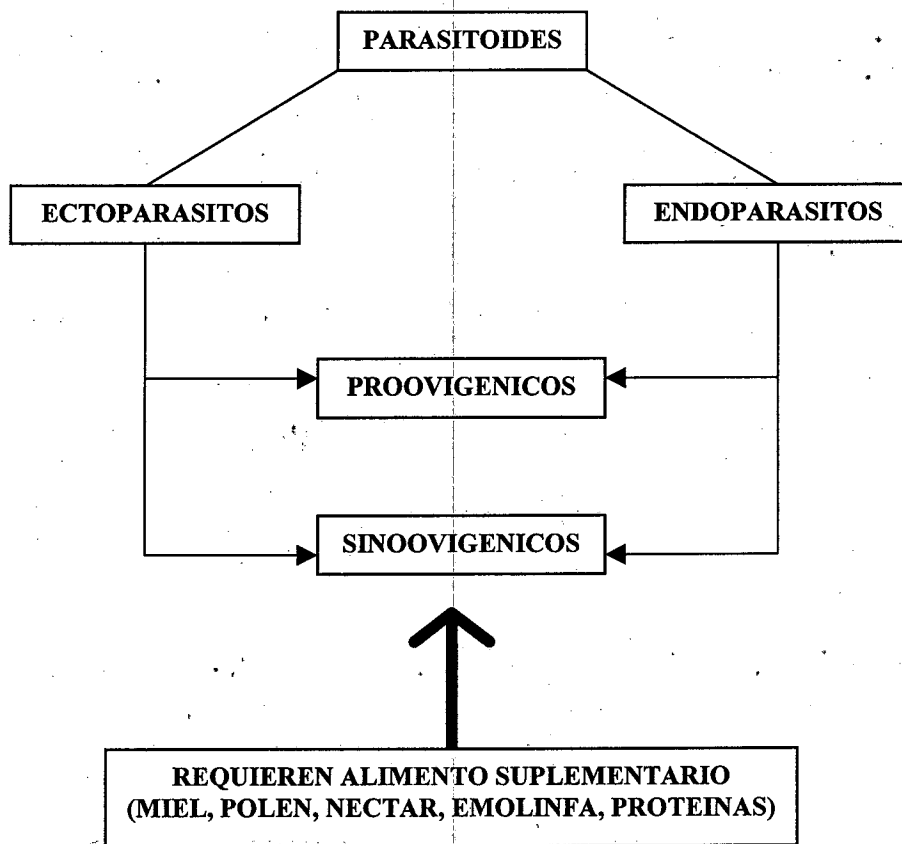 PARASITOIDES
ECTOPARASITOS
ENDOPARASITOS
PROOVIGENICOS
SINOOVIGENICOS
REQUIEREN ALIMENTO SUPLEMENTARIO
(MIEL, POLEN, NECTAR, EMOLINFA, PROTEINAS)